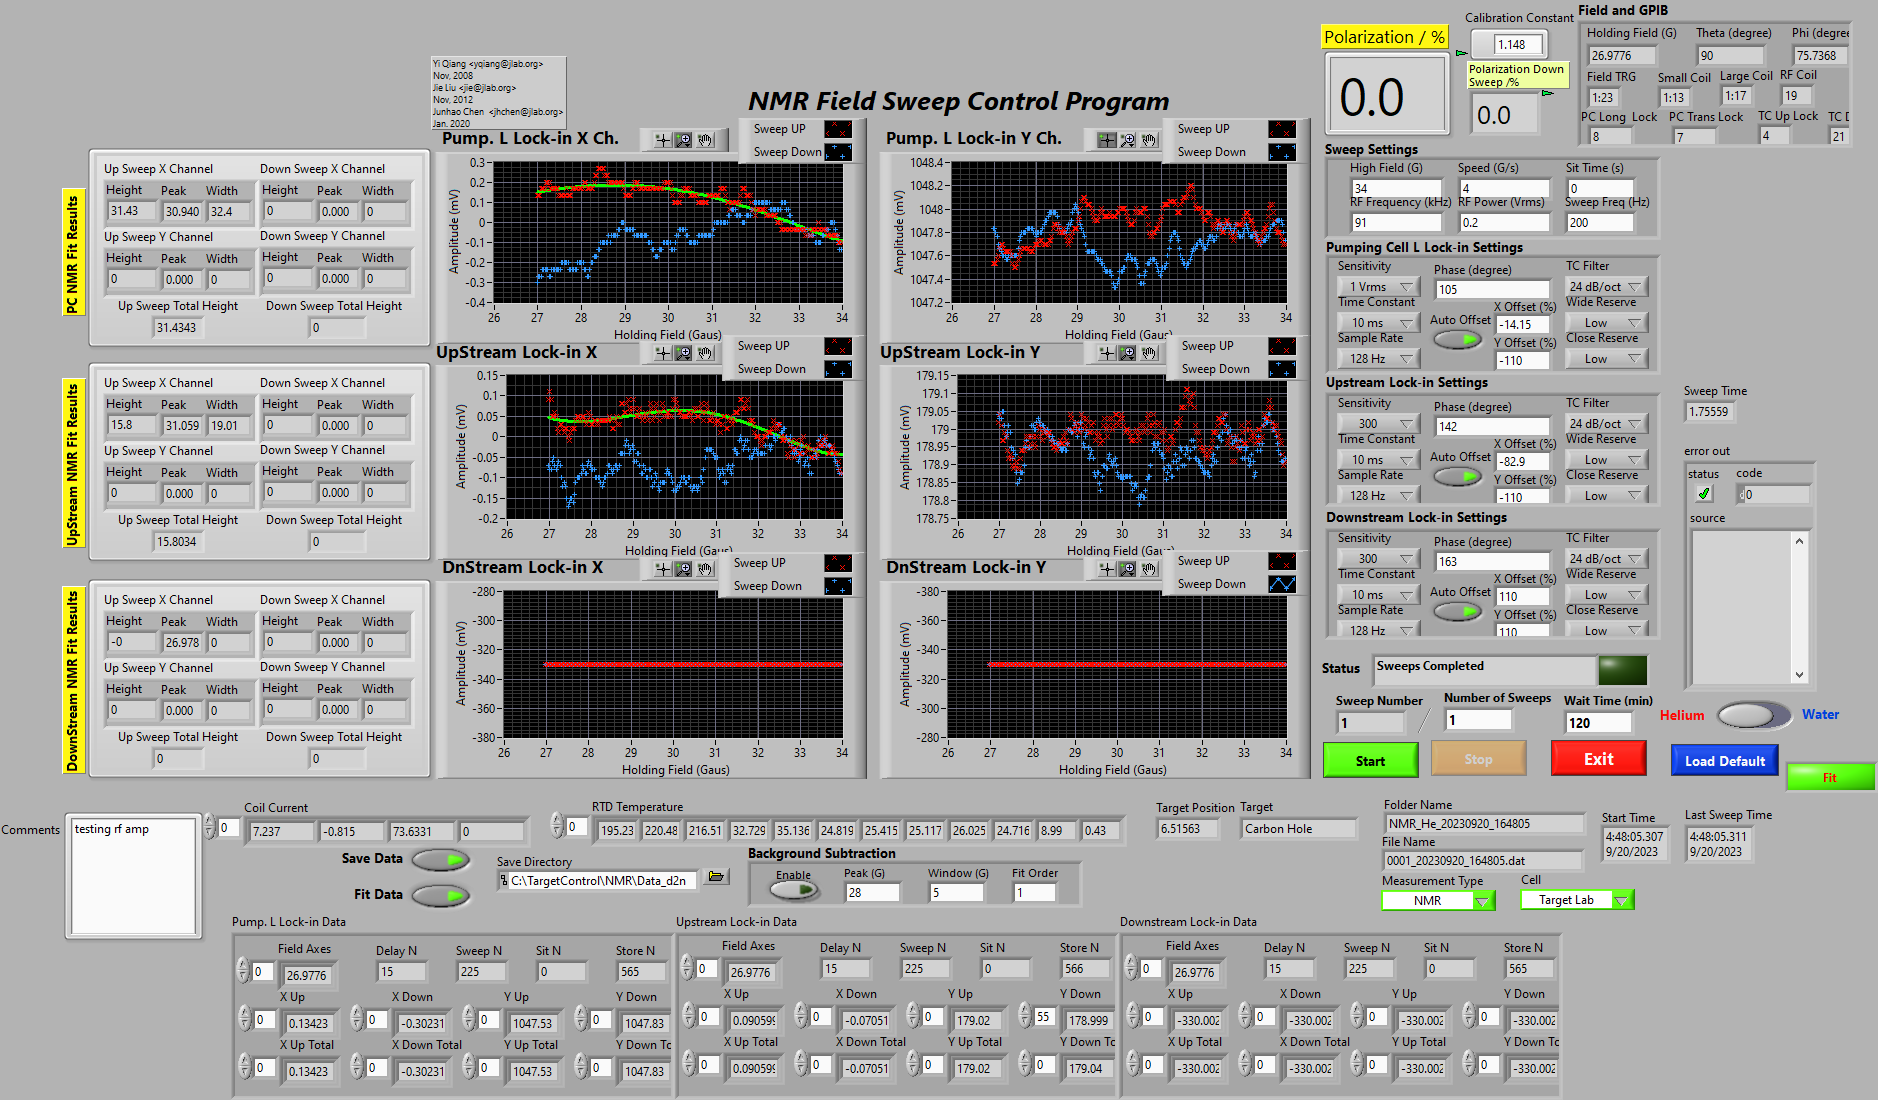 Yi Qiang <yqiang@jlab.org>
Nov, 2008
Jie Liu <jie@jlab.org>
Nov, 2012
Junhao Chen <jhchen@jlab.org>
Jan. 2020
NMR Field Sweep Control Program
Polarization / %
0.0
Calibration Constant
1.148
Polarization Down
Sweep /%
0.0
Field and GPIB
Holding Field (G) Theta (degree) Phi (degree
26.9776 90 75.7368
Field TRG Small Coil Large Coil RF Coil
1:23 1:13 1:17 19
PC Long Lock PC Trans Lock TC Up Lock TC D
8 7 4 21
PC NMR Fit Results
Up Sweep X Channel Down Sweep X Channel
Height Peak Width Height Peak Width
31.43 30.940 32.4 0 0.000 0
Up Sweep Y Channel Down Sweep Y Channel
Height Peak Width Height Peak Width
0 0.000 0 0 0.000 0
Up Sweep Total Height Down Sweep Total Height
31.4343 0
UpStream NMR Fit Results
Up Sweep X Channel Down Sweep X Channel
Height Peak Width Height Peak Width
15.8 31.059 19.01 0 0.000 0
Up Sweep Y Channel Down Sweep Y Channel
Height Peak Width Height Peak Width
0 0.000 0 0 0.000 0
Up Sweep Total Height Down Sweep Total Height
15.8034 0
DownStream NMR Fit Results
Up Sweep X Channel Down Sweep X Channel
Height Peak Width Height Peak Width
-0 26.978 0 0 0.000 0
Up Sweep Y Channel Down Sweep Y Channel
Height Peak Width Height Peak Width
0 0.000 0 0 0.000 0
Up Sweep Total Height Down Sweep Total Height
0 0
Pump. L Lock-in X Ch.
Sweep UP
Sweep Down
Amplitude (mV)
0.3
0.2
0.1
0
-0.1
-0.2
-0.3
-0.4
26 27 28 29 30 31 32 33 34
Holding Field (Gaus)
Pump. L Lock-in Y Ch.
Sweep UP
Sweep Down
Amplitude (mV)
1048.4
1048.2
1048
1047.8
1047.6
1047.4
1047.2
26 27 28 29 30 31 32 33 34
Holding Field (Gaus)
UpStream Lock-in X
Sweep UP
Sweep Down
Amplitude (mV)
0.15
0.1
0.05
0
-0.05
-0.1
-0.15
-0.2
26 27 28 29 30 31 32 33 34
Holding Field (Gaus)
UpStream Lock-in Y
Sweep UP
Sweep Down
Amplitude (mV)
179.15
179.1
179.05
179
178.95
178.9
178.85
178.8
178.75
26 27 28 29 30 31 32 33 34
Holding Field (Gaus)
DnStream Lock-in X
Sweep UP
Sweep Down
Amplitude (mV)
-280
-300
-320
-340
-360
-380
26 27 28 29 30 31 32 33 34
Holding Field (Gaus)
DnStream Lock-in Y
Sweep UP
Sweep Down
Amplitude (mV)
-380
-360
-340
-320
-300
-280
26 27 28 29 30 31 32 33 34
Holding Field (Gaus)
Sweep Settings
High Field (G) Speed (G/s) Sit Time (s)
34 4 0
RF Frequency (kHz) RF Power (Vrms) Sweep Freq (Hz)
91 0.2 200
Pumping Cell L Lock-in Settings
Sensitivity Phase (degree) TC Filter
1 Vrms 105 24 dB/oct
Time Constant X Offset (%) Wide Reserve
10 ms Auto Offset -14.15 Low
Sample Rate Y Offset (%) Close Reserve
128 Hz -110 Low
Upstream Lock-in Settings
Sensitivity Phase (degree) TC Filter
300 142 24 dB/oct
Time Constant X Offset (%) Wide Reserve
10 ms Auto Offset -82.9 Low
Sample Rate Y Offset (%) Close Reserve
128 Hz -110 Low
Downstream Lock-in Settings
Sensitivity Phase (degree) TC Filter
300 163 24 dB/oct
Time Constant X Offset (%) Wide Reserve
10 ms Auto Offset 110 Low
Sample Rate Y Offset (%) Close Reserve
128 Hz 110 Low
Sweep Time
1.75559
error out
status code
0
source
Status Sweeps Completed
Sweep Number Number of Sweeps Wait Time (min)
1 / 1 120
Helium Water
Start Stop Exit Load Default Fit
Comments
testing rf amp
Coil Current
0 7.237 -0.815 73.6331 0
RTD Temperature
0 195.23 220.48 216.51 32.729 35.136 24.819 25.415 25.117 26.025 24.716 8.99 0.43
Target Position Target
6.51563 Carbon Hole
Folder Name
NMR_He_20230920_164805
File Name
0001_20230920_164805.dat
Start Time
4:48:05.307
9/20/2023
Last Sweep Time
4:48:05.311
9/20/2023
Measurement Type Cell
NMR Target Lab
Save Data
Fit Data
Save Directory
C:\TargetControl\NMR\Data_d2n
Background Subtraction
Enable Peak (G) Window (G) Fit Order
28 5 1
Pump. L Lock-in Data
Field Axes Delay N Sweep N Sit N Store N
0 26.9776 15 225 0 565
X Up X Down Y Up Y Down
0 0.13423 0 -0.30231 0 1047.53 0 1047.83
X Up Total X Down Total Y Up Total Y Down To
0 0.13423 0 -0.30231 0 1047.53 0 1047.83
Upstream Lock-in Data
Field Axes Delay N Sweep N Sit N Store N
0 26.9776 15 225 0 566
X Up X Down Y Up Y Down
0 0.090599 0 -0.07051 0 179.02 55 178.999
X Up Total X Down Total Y Up Total Y Down Tc
0 0.090599 0 -0.07051 0 179.02 0 179.04
Downstream Lock-in Data
Field Axes Delay N Sweep N Sit N Store N
0 26.9776 15 225 0 565
X Up X Down Y Up Y Down
0 -330.002 0 -330.002 0 -330.002 0 -330.002
X Up Total X Down Total Y Up Total Y Down To
0 -330.002 0 -330.002 0 -330.002 0 -330.002